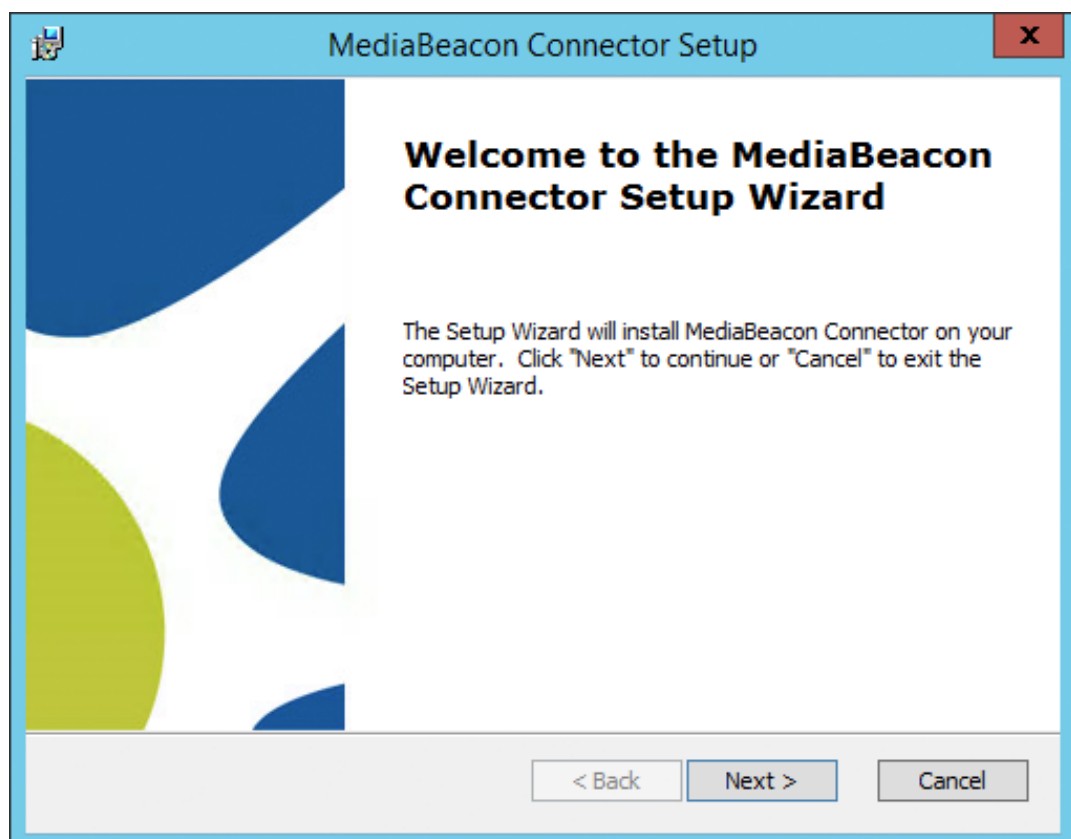 MediaBeacon Connector Setup
x
Welcome to the MediaBeacon
Connector Setup Wizard
The Setup Wizard will install MediaBeacon Connector on your
computer.  Click "Next" to continue or "Cancel" to exit the
Setup Wizard.
< Back
Next >
Cancel